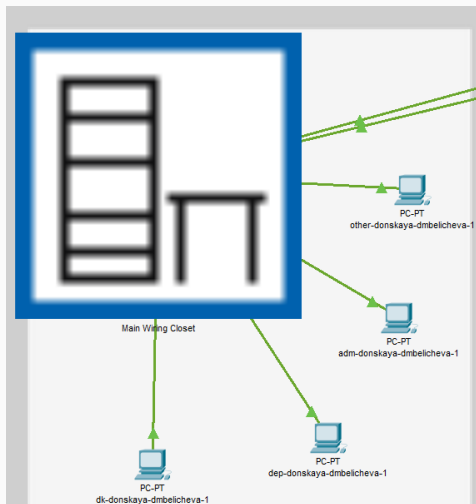 PC-PT
other-donskaya-dmbelicheva-1
Main Wiring Closet
PC-PT
adm-donskaya-dmbelicheva-1
PC-PT
dep-donskaya-dmbelicheva-1
PC-PT
dk-donskaya-dmbelicheva-1